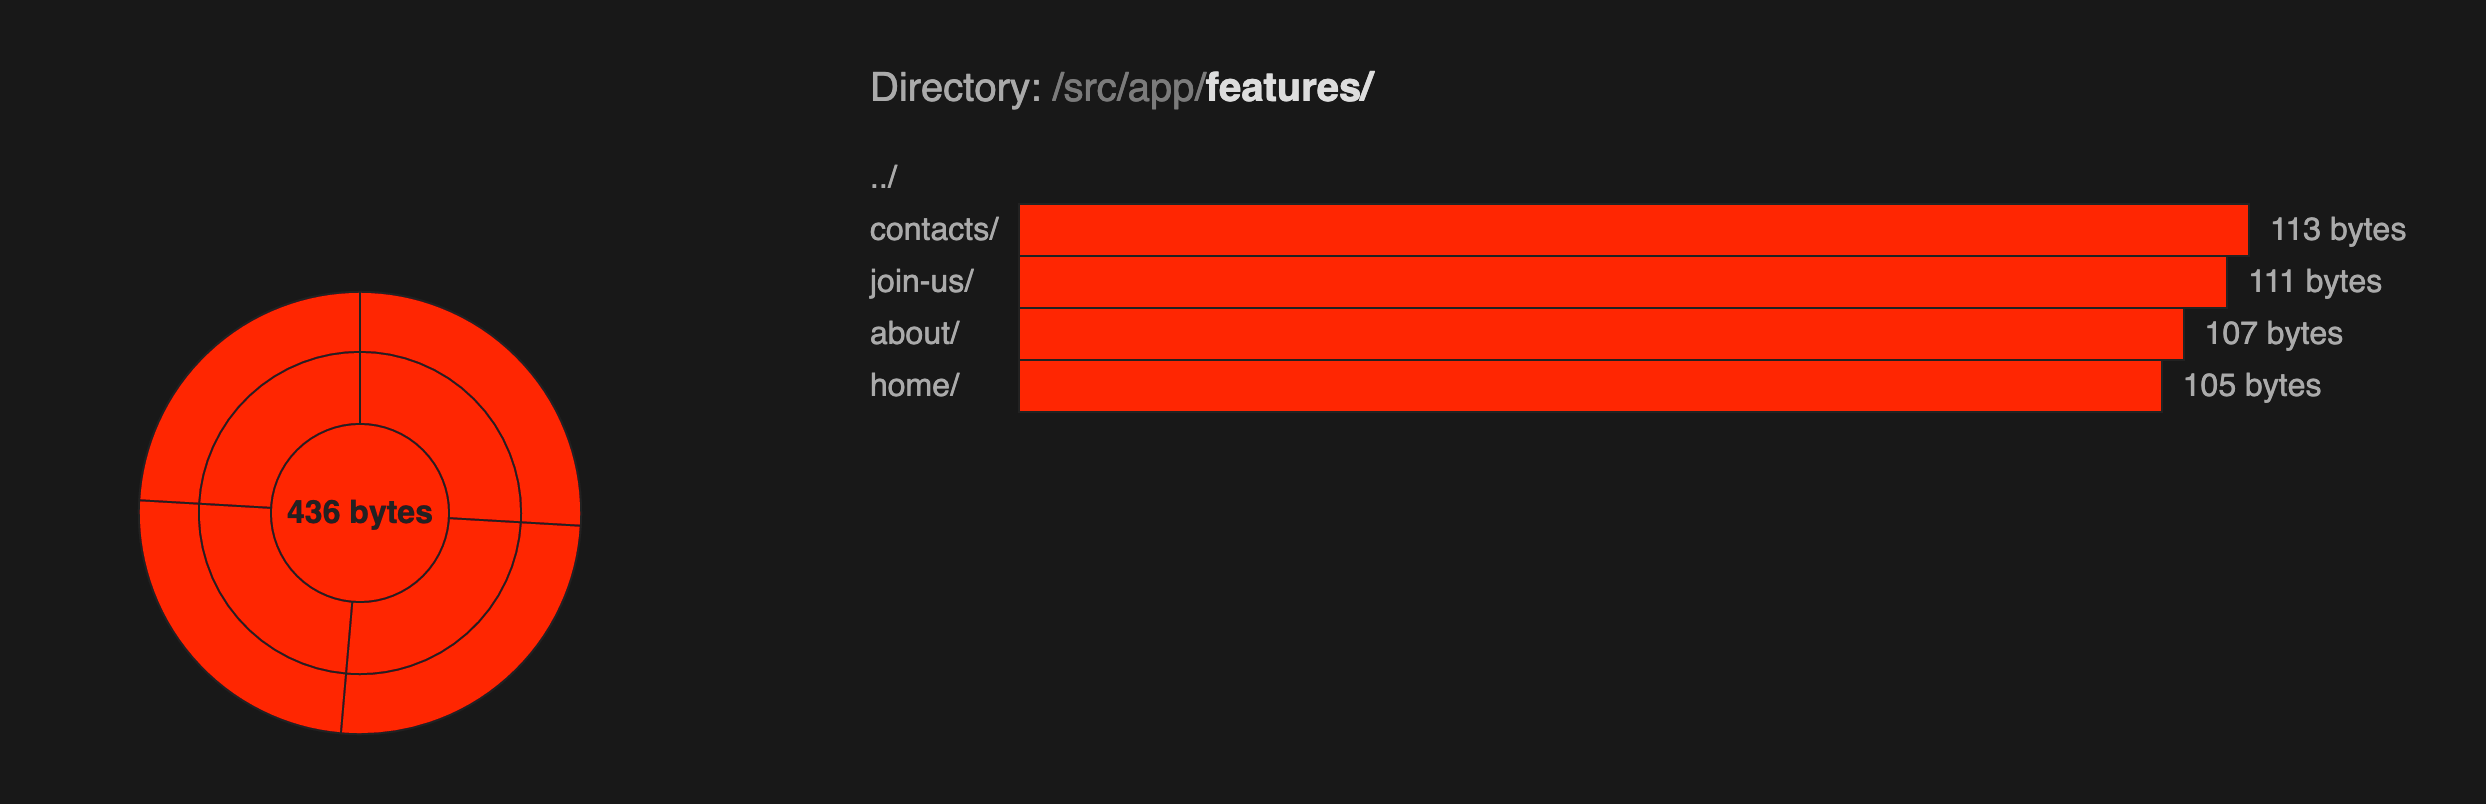 Directory: /src/app/features/
../
contacts/ 113 bytes
join-us/ 111 bytes
about/ 107 bytes
home/ 105 bytes
436 bytes